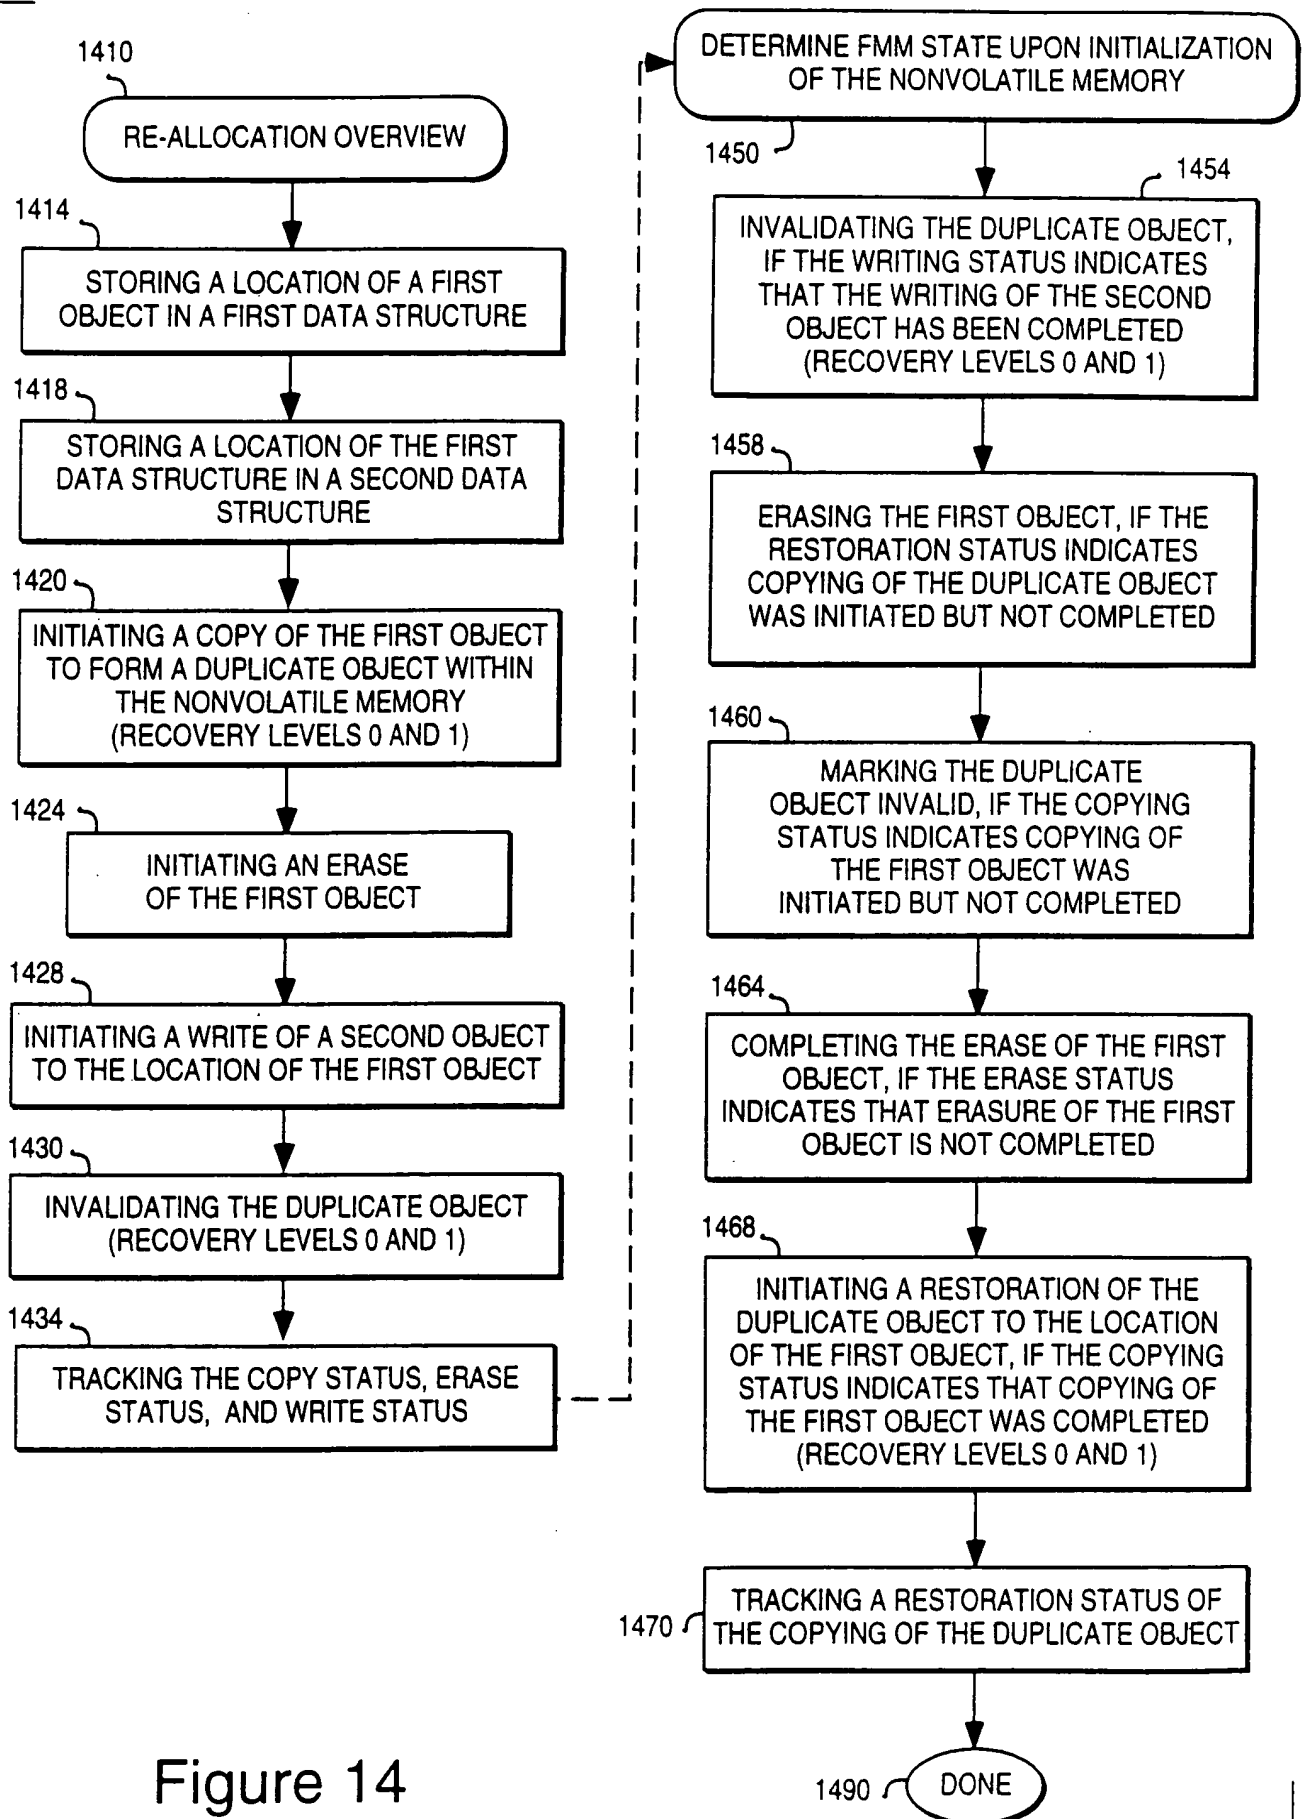 1410
RE-ALLOCATION OVERVIEW
1414
STORING A LOCATION OF A FIRST
OBJECT IN A FIRST DATA STRUCTURE
1418
STORING A LOCATION OF THE FIRST
DATA STRUCTURE IN A SECOND DATA
STRUCTURE
1420
INITIATING A COPY OF THE FIRST OBJECT
TO FORM A DUPLICATE OBJECT WITHIN
THE NONVOLATILE MEMORY
(RECOVERY LEVELS 0 AND 1)
1424
INITIATING AN ERASE
OF THE FIRST OBJECT
1428
INITIATING A WRITE OF A SECOND OBJECT
TO THE LOCATION OF THE FIRST OBJECT
1430
INVALIDATING THE DUPLICATE OBJECT
(RECOVERY LEVELS 0 AND 1)
1434
TRACKING THE COPY STATUS, ERASE
STATUS, AND WRITE STATUS
DETERMINE FMM STATE UPON INITIALIZATION
OF THE NONVOLATILE MEMORY
1450
1454
INVALIDATING THE DUPLICATE OBJECT,
IF THE WRITING STATUS INDICATES
THAT THE WRITING OF THE SECOND
OBJECT HAS BEEN COMPLETED
(RECOVERY LEVELS 0 AND 1)
1458
ERASING THE FIRST OBJECT, IF THE
RESTORATION STATUS INDICATES
COPYING OF THE DUPLICATE OBJECT
WAS INITIATED BUT NOT COMPLETED
1460
MARKING THE DUPLICATE
OBJECT INVALID, IF THE COPYING
STATUS INDICATES COPYING OF
THE FIRST OBJECT WAS
INITIATED BUT NOT COMPLETED
1464
COMPLETING THE ERASE OF THE FIRST
OBJECT, IF THE ERASE STATUS
INDICATES THAT ERASURE OF THE FIRST
OBJECT IS NOT COMPLETED
1468
INITIATING A RESTORATION OF THE
DUPLICATE OBJECT TO THE LOCATION
OF THE FIRST OBJECT, IF THE COPYING
STATUS INDICATES THAT COPYING OF
THE FIRST OBJECT WAS COMPLETED
(RECOVERY LEVELS 0 AND 1)
1470
TRACKING A RESTORATION STATUS OF
THE COPYING OF THE DUPLICATE OBJECT
1490
DONE
Figure 14